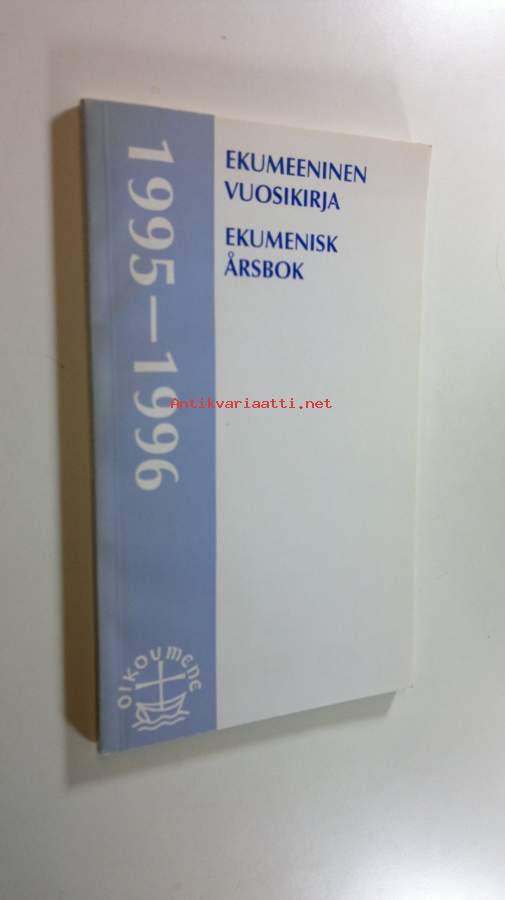 1995–1996
EKUMEENINEN
VUOSIKIRJA
EKUMENISK
ÅRSBOK
Antikvariaatti.net
OIKOUMENE